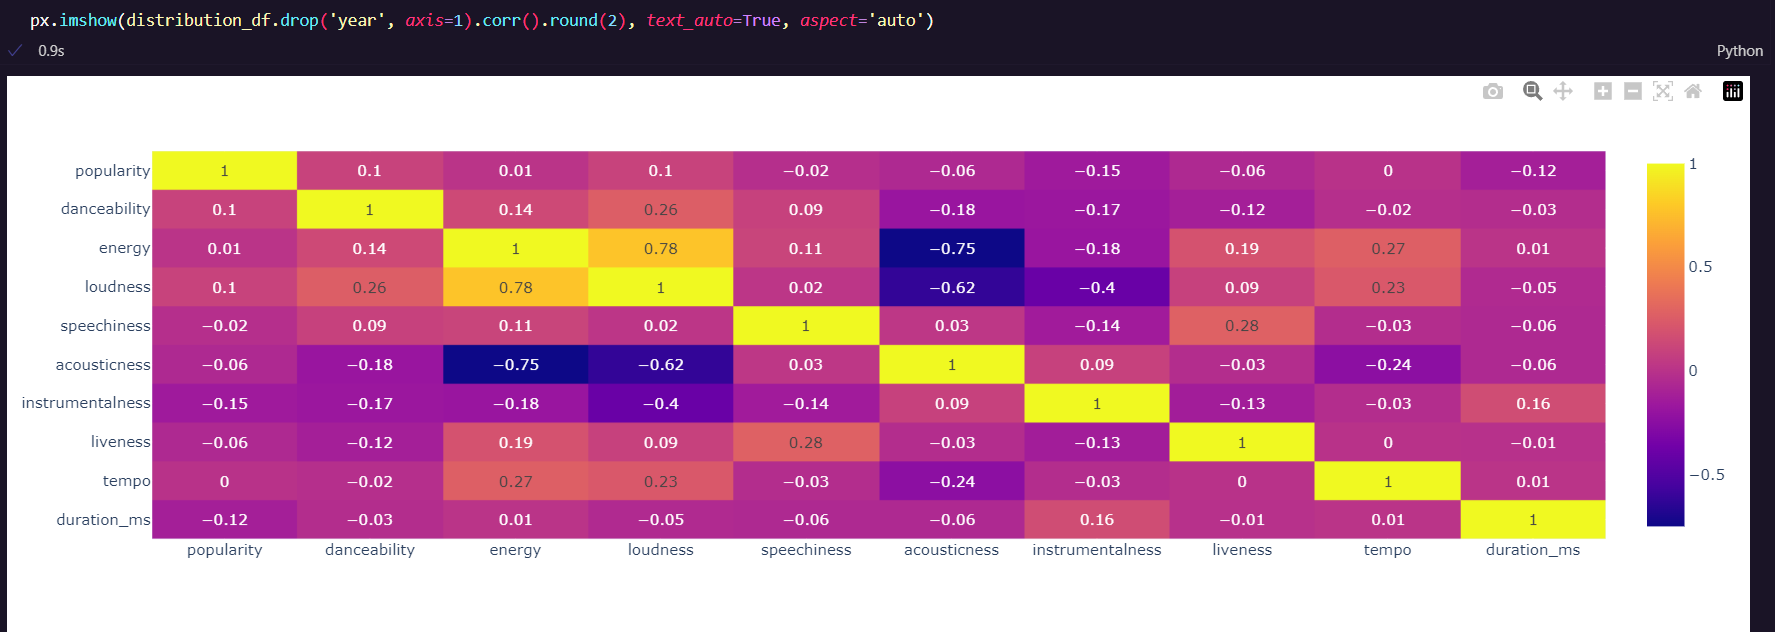 px.imshow(distribution_df.drop('year', axis=1).corr().round(2), text_auto=True, aspect='auto')
0.9s
Python
popularity 1 0.1 0.01 0.1 −0.02 −0.06 −0.15 −0.06 0 −0.12
danceability 0.1 1 0.14 0.26 0.09 −0.18 −0.17 −0.12 −0.02 −0.03
energy 0.01 0.14 1 0.78 0.11 −0.75 −0.18 0.19 0.27 0.01
loudness 0.1 0.26 0.78 1 0.02 −0.62 −0.4 0.09 0.23 −0.05
speechiness −0.02 0.09 0.11 0.02 1 0.03 −0.14 0.28 −0.03 −0.06
acousticness −0.06 −0.18 −0.75 −0.62 0.03 1 0.09 −0.03 −0.24 −0.06
instrumentalness −0.15 −0.17 −0.18 −0.4 −0.14 0.09 1 −0.13 −0.03 0.16
liveness −0.06 −0.12 0.19 0.09 0.28 −0.03 −0.13 1 0 −0.01
tempo 0 −0.02 0.27 0.23 −0.03 −0.24 −0.03 0 1 0.01
duration_ms −0.12 −0.03 0.01 −0.05 −0.06 −0.06 0.16 −0.01 0.01 1
popularity danceability energy loudness speechiness acousticness instrumentalness liveness tempo duration_ms
1
0.5
0
−0.5